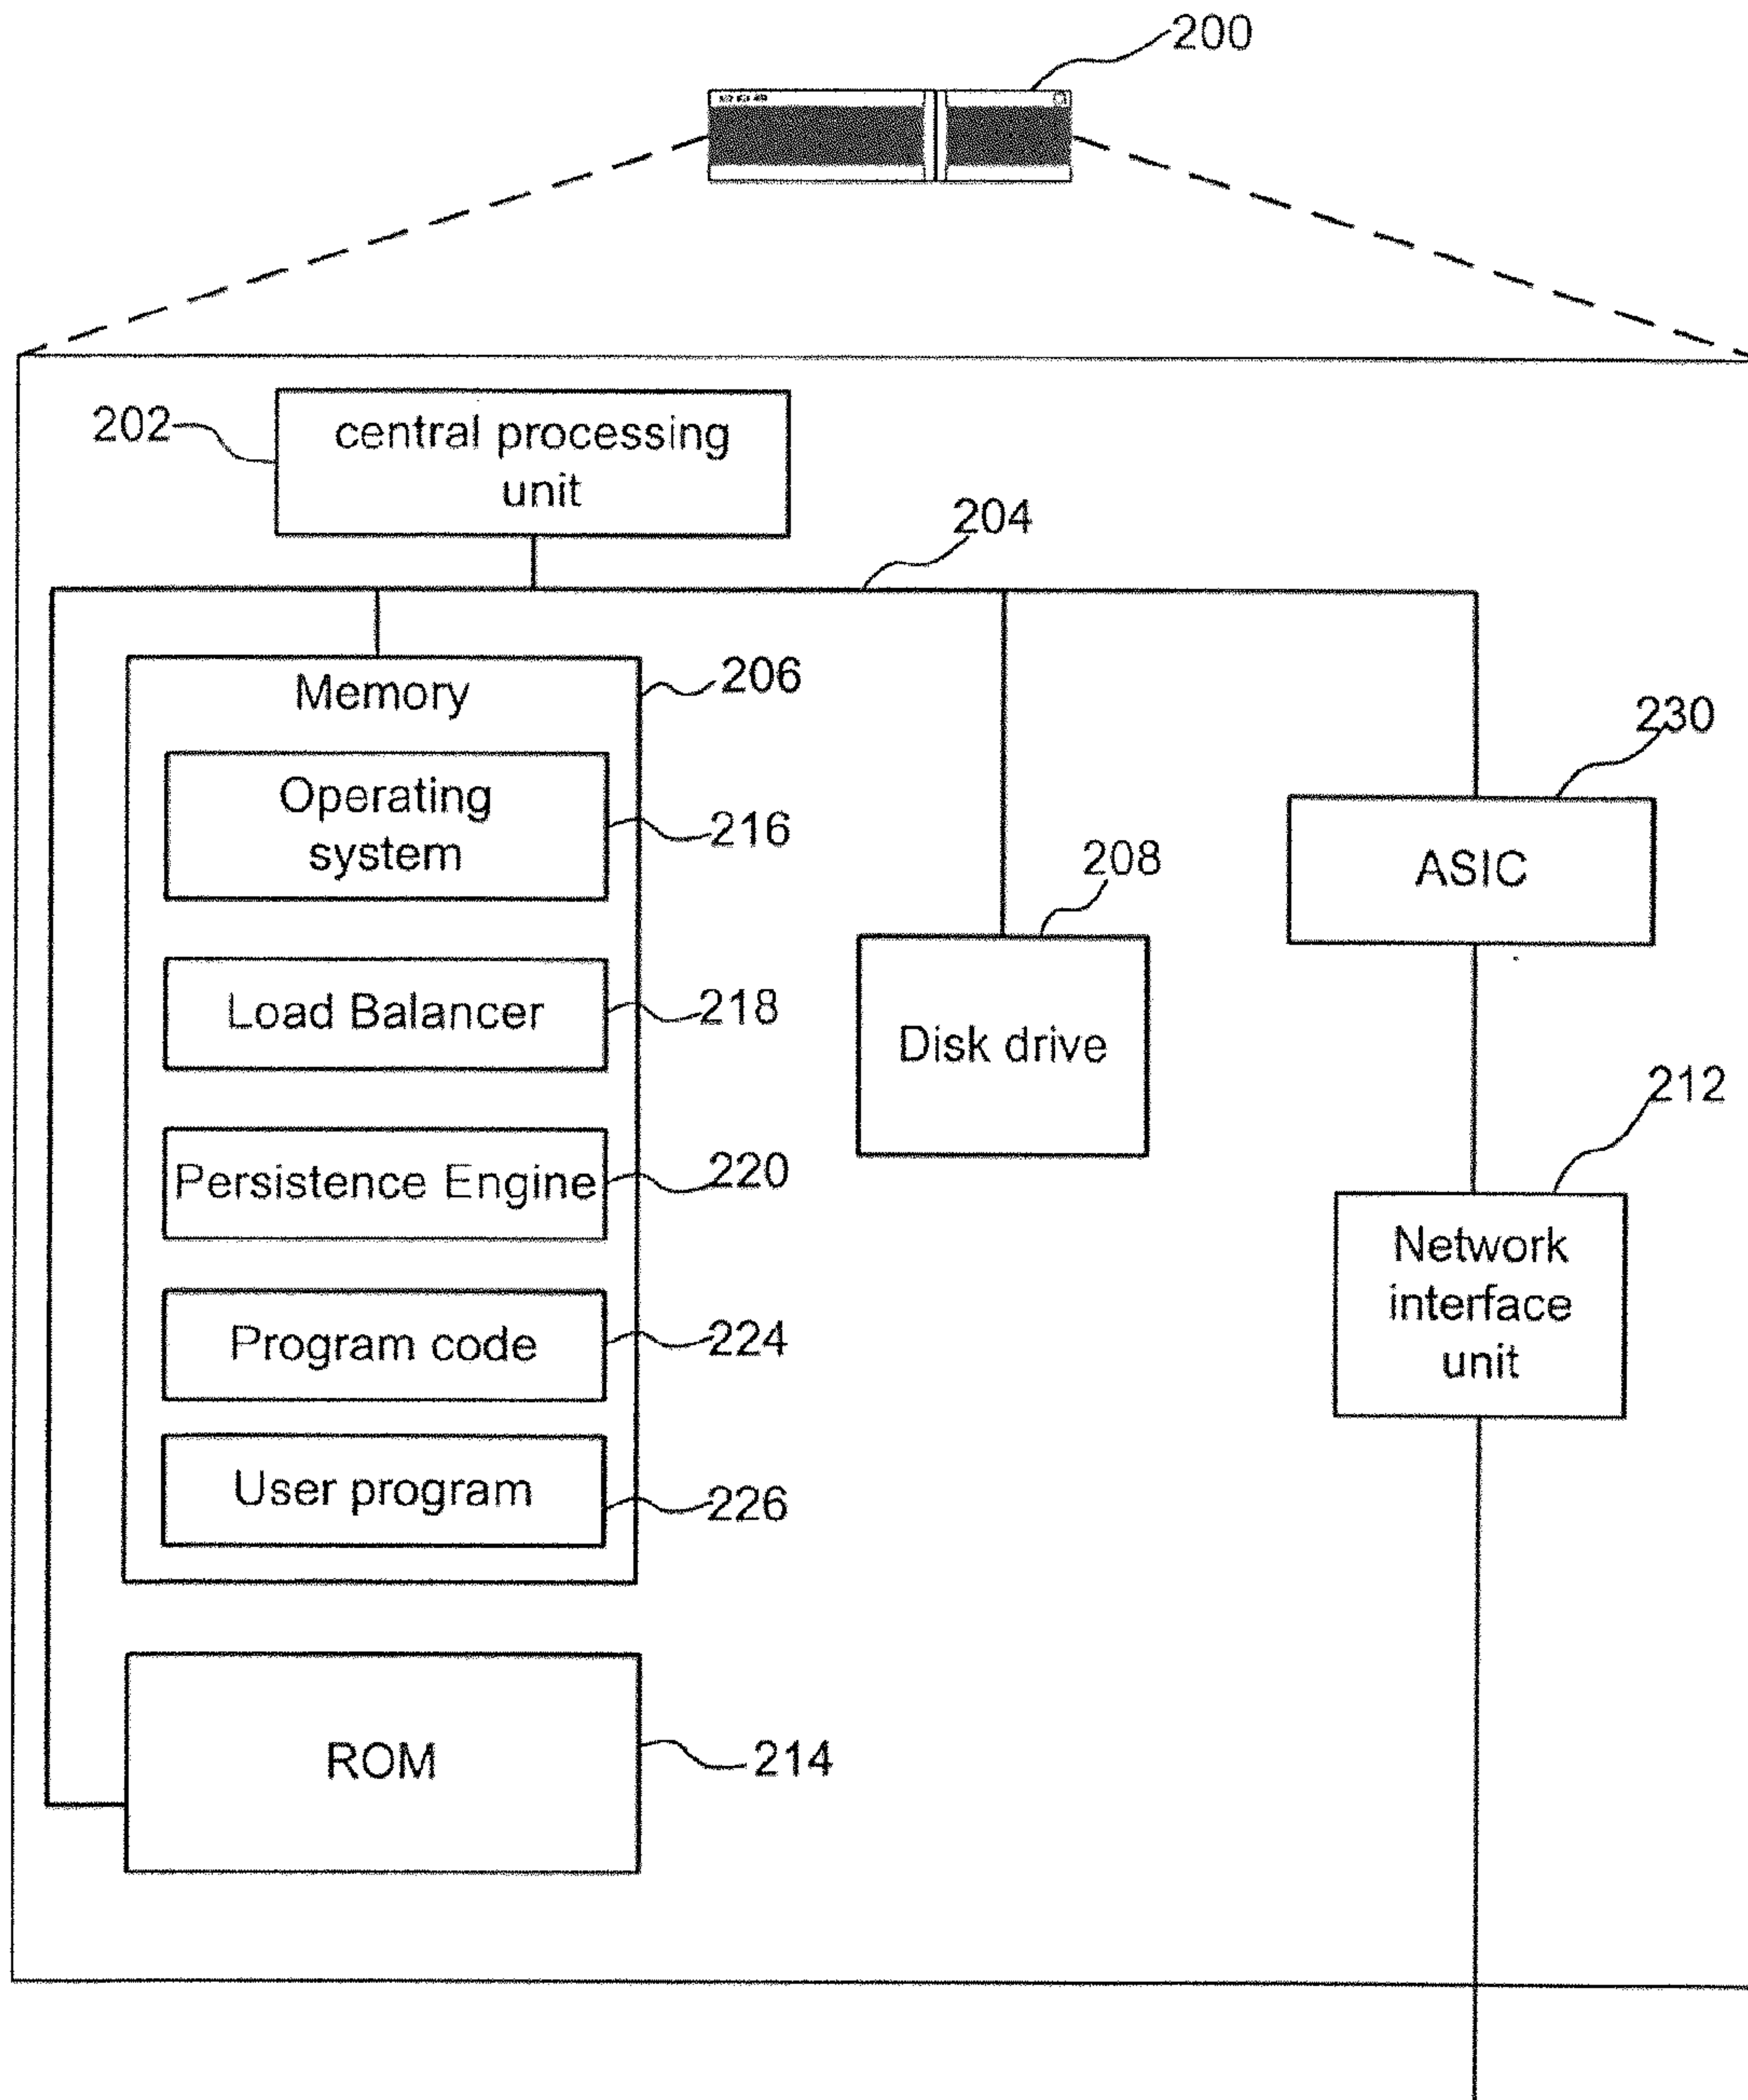 200
202
central processing
unit
204
Memory
206
230
Operating
system
216
208
ASIC
Load Balancer
218
Disk drive
212
Persistence Engine
220
Network
interface
unit
Program code
224
User program
226
ROM
214